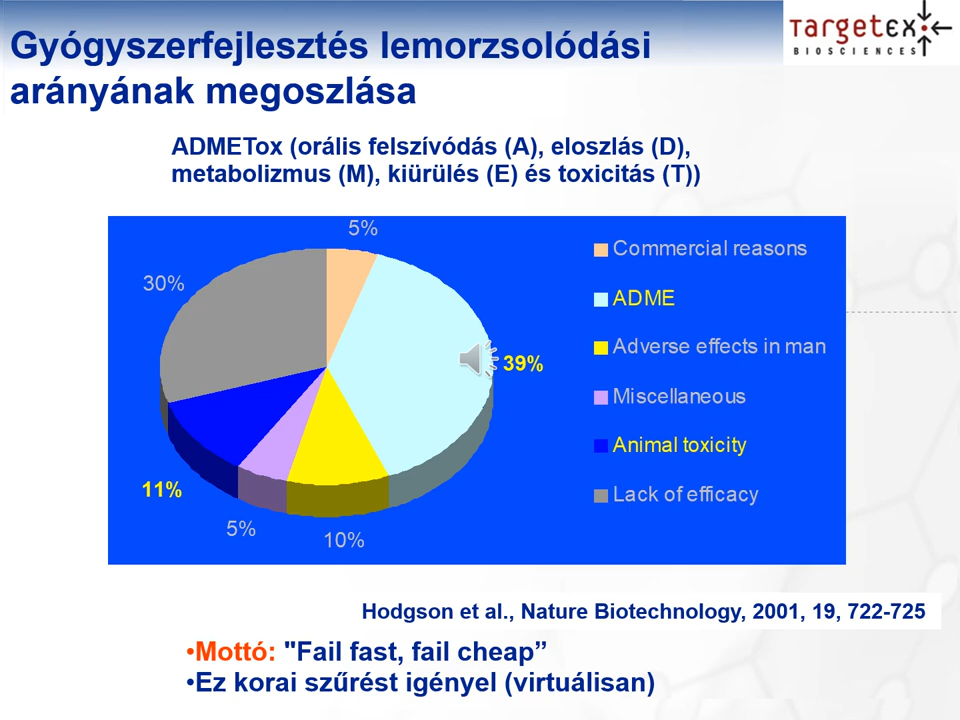 TARgETEx
BIOSCIENCES
Gyógyszerfejlesztés lemorzsolódási
arányának megoszlása
ADMETox (orális felszívódás (A), eloszlás (D),
metabolizmus (M), kiürülés (E) és toxicitás (T))
5%
30%
39%
11%
5%
10%
Commercial reasons
ADME
Adverse effects in man
Miscellaneous
Animal toxicity
Lack of efficacy
Hodgson et al., Nature Biotechnology, 2001, 19, 722-725
•Mottó: "Fail fast, fail cheap”
•Ez korai szűrést igényel (virtuálisan)